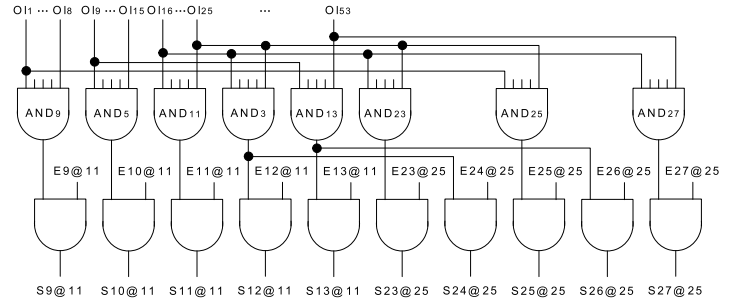 OI1 ··· OI8 OI9 ··· OI15 OI16 ··· OI25 ··· OI53
AND9 AND5 AND11 AND3 AND13 AND23 AND25 AND27
E9@11 E10@11 E11@11 E12@11 E13@11 E23@25 E24@25 E25@25 E26@25 E27@25
S9@11 S10@11 S11@11 S12@11 S13@11 S23@25 S24@25 S25@25 S26@25 S27@25